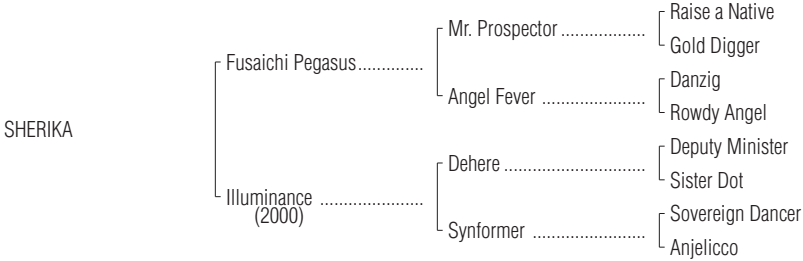 Raise a Native
Mr. Prospector ....................
Gold Digger
Fusaichi Pegasus..............
Danzig
Angel Fever ........................
Rowdy Angel
SHERIKA
Deputy Minister
Dehere .................................
Sister Dot
Illuminance ......................
(2000)
Sovereign Dancer
Synformer ..........................
Anjelicco